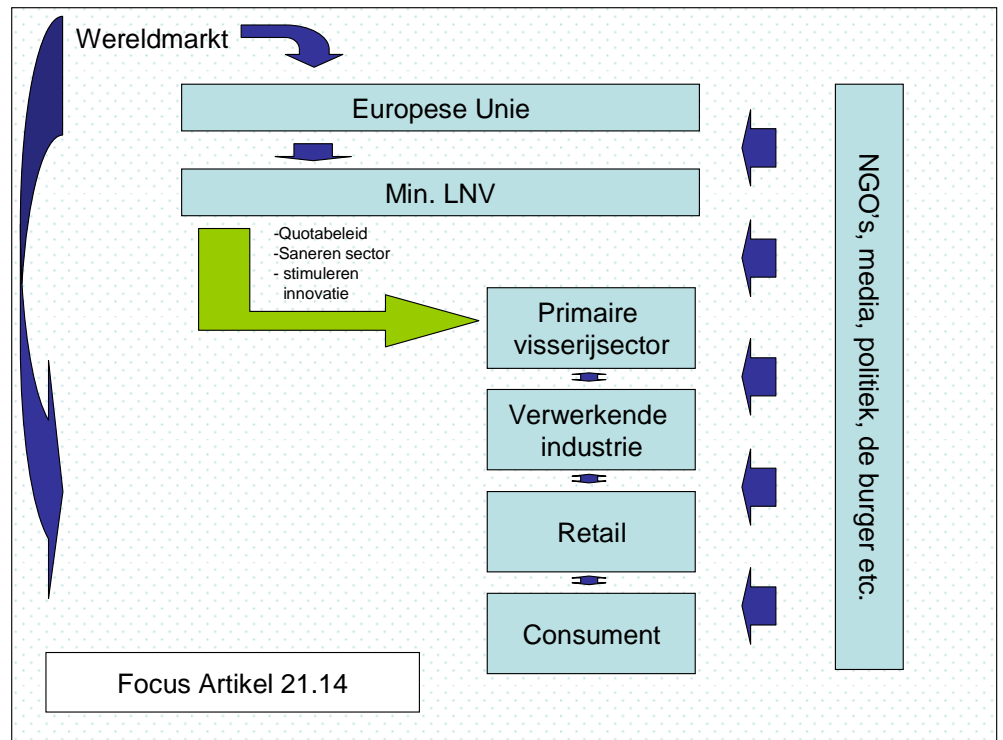 Wereldmarkt
Europese Unie
Min. LNV
-Quotabeleid
-Saneren sector
- stimuleren
innovatie
Primaire
visserijsector
Verwerkende
industrie
Retail
Consument
NGO's, media, politiek, de burger etc.
Focus Artikel 21.14